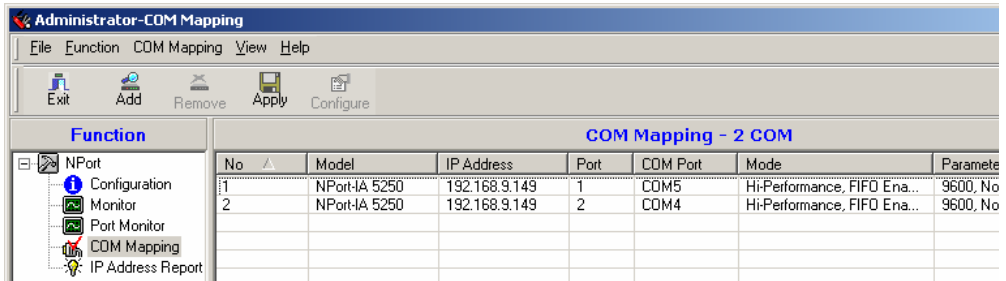 Administrator-COM Mapping
File Function COM Mapping View Help
Exit Add Remove Apply Configure
Function COM Mapping - 2 COM
NPort No Model IP Address Port COM Port Mode Paramete
Configuration 1 NPort-IA 5250 192.168.9.149 1 COM5 Hi-Performance, FIFO Ena... 9600, No
Monitor 2 NPort-IA 5250 192.168.9.149 2 COM4 Hi-Performance, FIFO Ena... 9600, No
Port Monitor
COM Mapping
IP Address Report